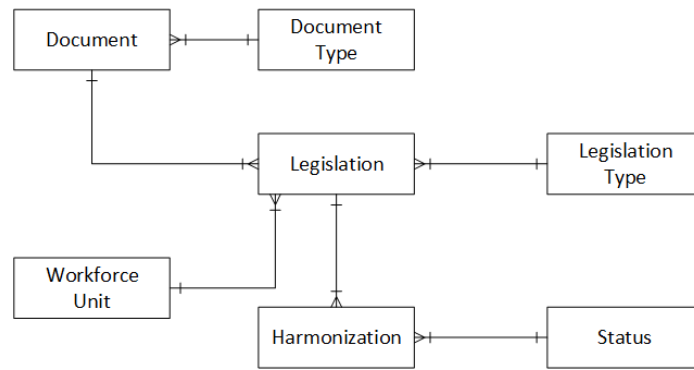 Document
Document
Type
Legislation
Legislation
Type
Workforce
Unit
Harmonization
Status